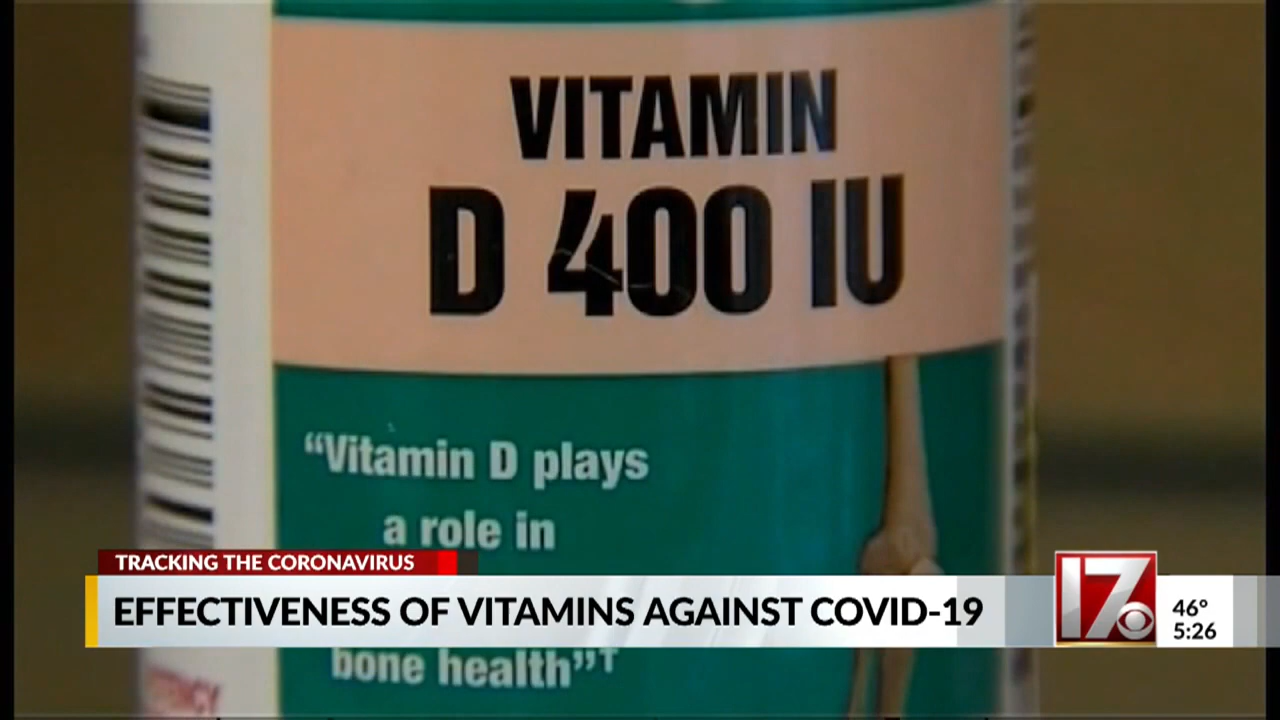 VITAMIN
D 400 IU
“Vitamin D plays
a role in
TRACKING THE CORONAVIRUS
EFFECTIVENESS OF VITAMINS AGAINST COVID-19
17
46°
5:26
bone health”†